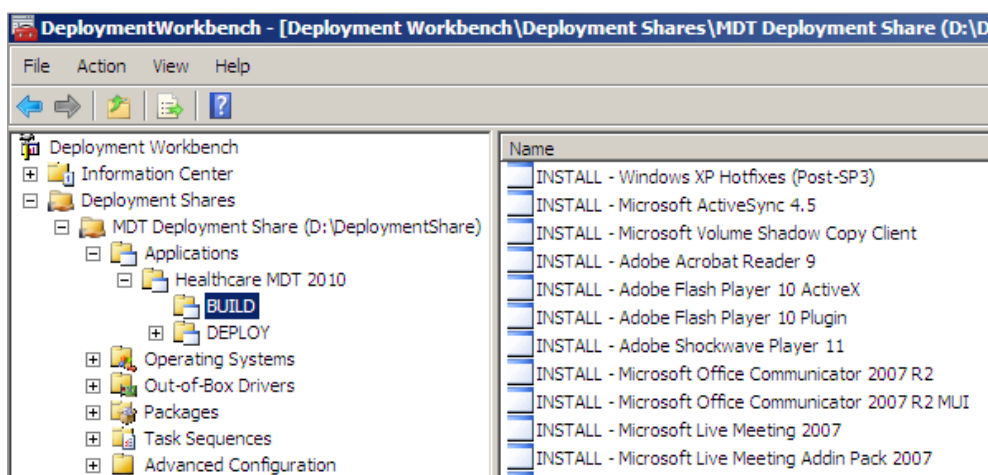 DeploymentWorkbench - [Deployment Workbench\Deployment Shares\MDT Deployment Share (D:\D
File Action View Help
Deployment Workbench
Information Center
Deployment Shares
MDT Deployment Share (D:\DeploymentShare)
Applications
Healthcare MDT 2010
BUILD
DEPLOY
Operating Systems
Out-of-Box Drivers
Packages
Task Sequences
Advanced Configuration
Name
INSTALL - Windows XP Hotfixes (Post-SP3)
INSTALL - Microsoft ActiveSync 4.5
INSTALL - Microsoft Volume Shadow Copy Client
INSTALL - Adobe Acrobat Reader 9
INSTALL - Adobe Flash Player 10 ActiveX
INSTALL - Adobe Flash Player 10 Plugin
INSTALL - Adobe Shockwave Player 11
INSTALL - Microsoft Office Communicator 2007 R2
INSTALL - Microsoft Office Communicator 2007 R2 MUI
INSTALL - Microsoft Live Meeting 2007
INSTALL - Microsoft Live Meeting Addin Pack 2007